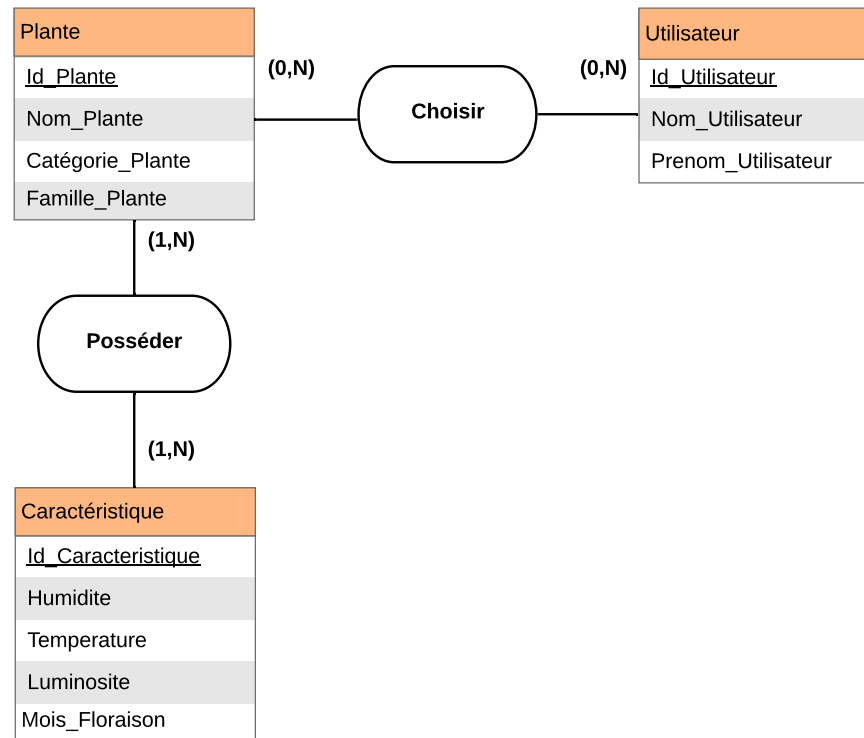 Plante
Id_Plante
Nom_Plante
Catégorie_Plante
Famille_Plante
(0,N)
Choisir
(0,N)
Utilisateur
Id_Utilisateur
Nom_Utilisateur
Prenom_Utilisateur
(1,N)
Posséder
(1,N)
Caractéristique
Id_Caracteristique
Humidite
Temperature
Luminosite
Mois_Floraison